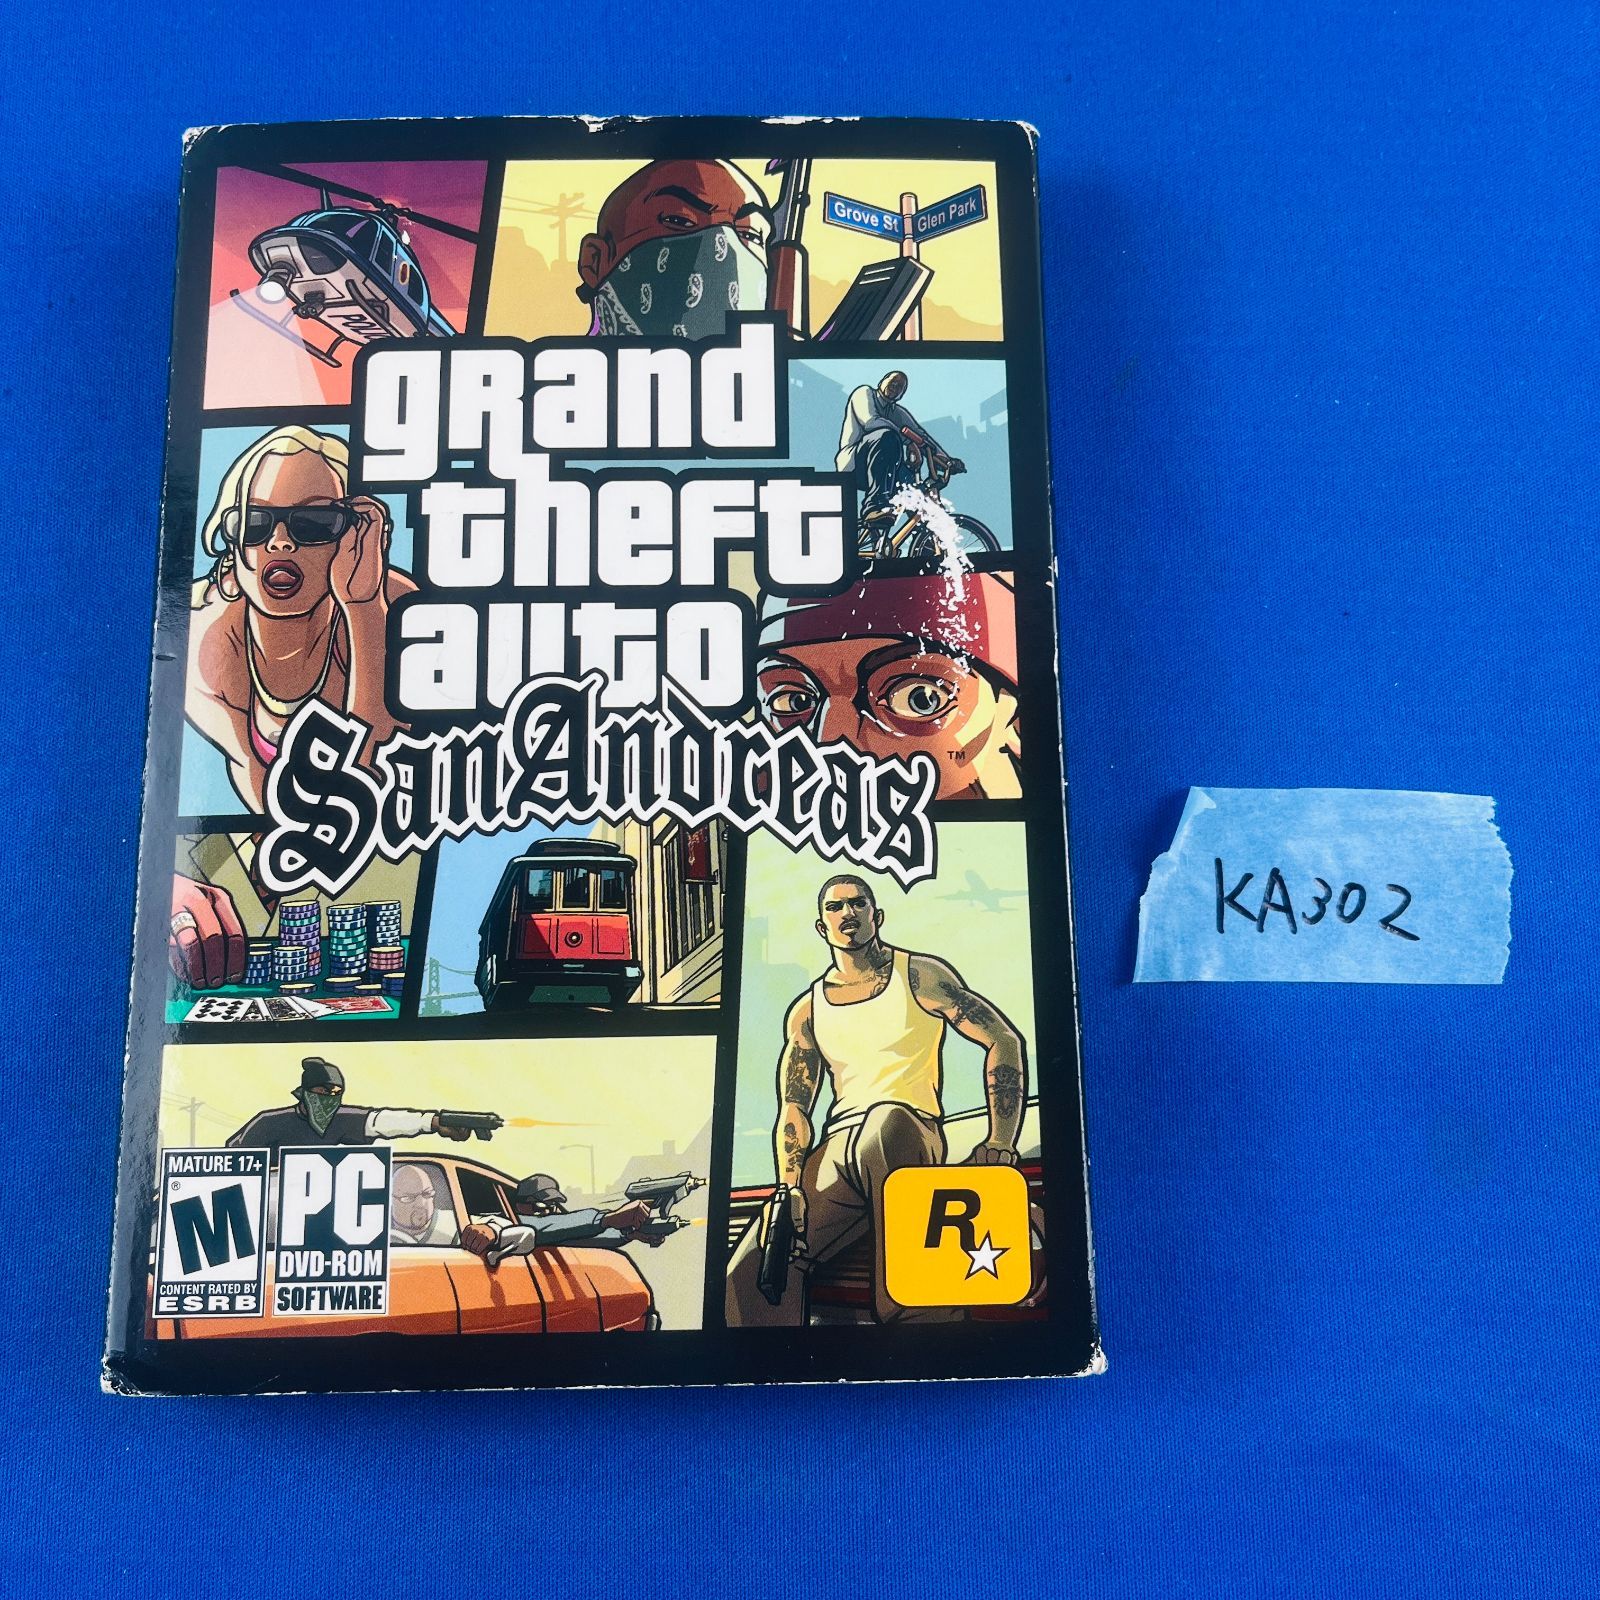 Grove St
Glen Park
POLI
grand
theft
auto
San Andreas
TM
MATURE 17+
M
®
CONTENT RATED BY
ESRB
PC
DVD-ROM
SOFTWARE
R
KA302